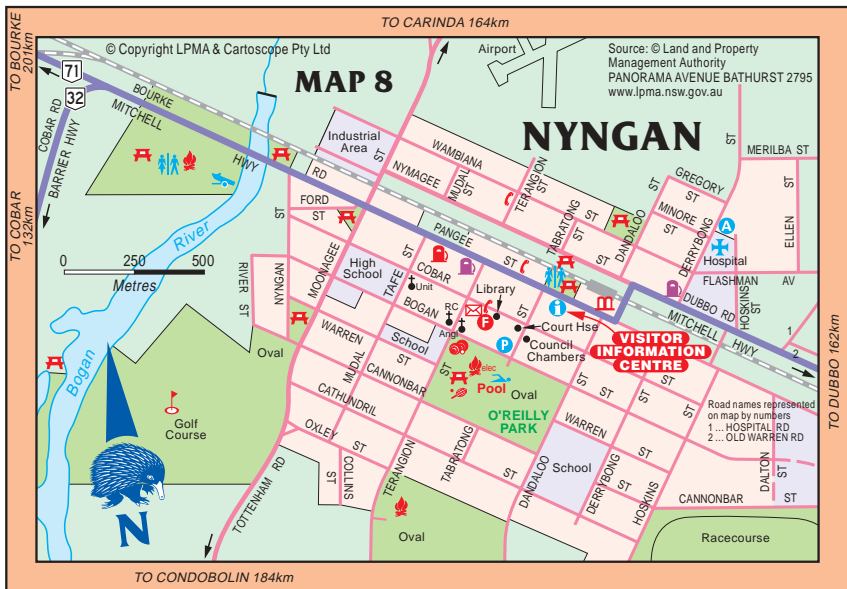 TO CARINDA 164km
TO BOURKE
201km
© Copyright LPMA & Cartoscope Pty Ltd
Airport
Source: © Land and Property
Management Authority
PANORAMA AVENUE BATHURST 2795
www.lpma.nsw.gov.au
MAP 8
NYNGAN
71
32
COBAR RD
BARRIER HWY
TO COBAR
132km
BOURKE
RD
MITCHELL
HWY
Industrial
Area
ST
WAMBIANA
ST
NYMAGEE
MUDAL
ST
TERANGION
ST
TABRATONG
ST
DANDALOO
ST
GREGORY
MINORE
ST
DERRYBONG
ST
MERILBA ST
ELLEN
ST
A
Hospital
FLASHMAN AV
HOSKINS
ST
DUBBO RD
MITCHELL
HWY
1
2
River
Bogan
0 250 500
Metres
FORD
ST
ST
NYNGAN
RIVER ST
MOONAGEE
High
School
TAFE
ST
COBAR
PANGEE
ST
Unit
BOGAN
RC
Angl
Library
F
P
ST
Court Hse
Council
Chambers
i
m
VISITOR
INFORMATION
CENTRE
School
WARREN
ST
MUDAL
CANNONBAR
ST
CATHUNDRIL
OXLEY
ST
ST
COLLINS
Oval
Golf
Course
elec
Pool
Oval
O'REILLY
PARK
TERANGION
TABRATONG
ST
DANDALOO
WARREN
ST
School
DERRYBONG
ST
HOSKINS
ST
ST
Road names represented
on map by numbers
1 ... HOSPITAL RD
2 ... OLD WARREN RD
DALTON
ST
CANNONBAR ST
Racecourse
Oval
TOTTENHAM RD
N
TO DUBBO 162km
TO CONDOBOLIN 184km